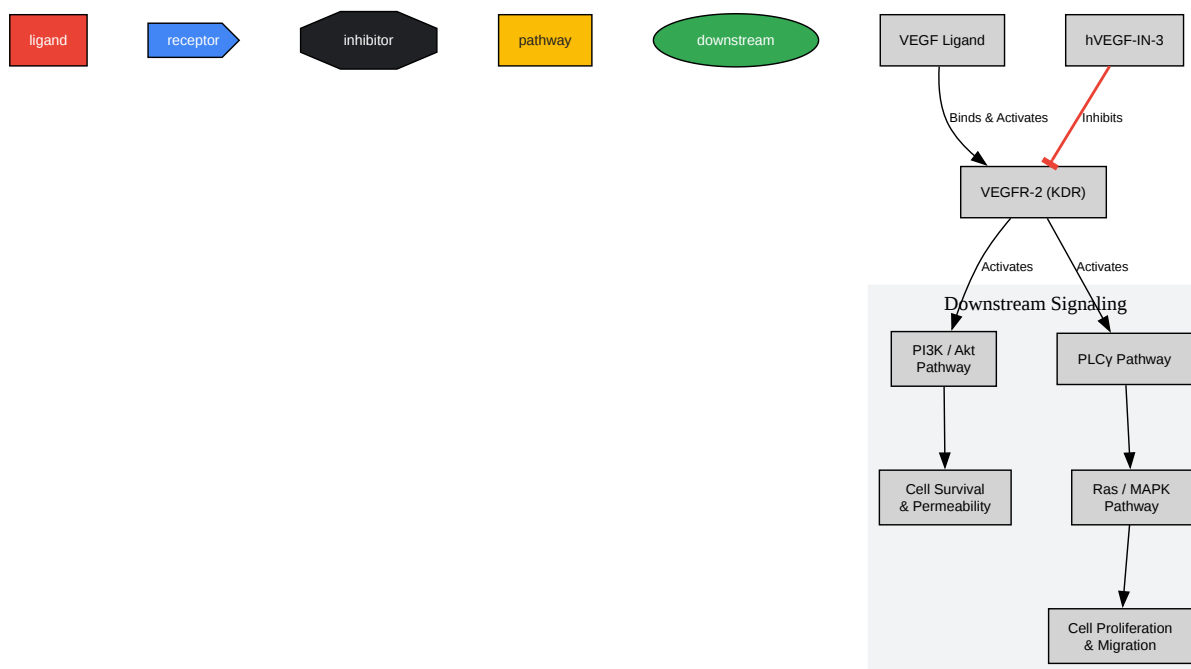 ligand
receptor
inhibitor
pathway
downstream
VEGF Ligand
hVEGF-IN-3
Binds & Activates
Inhibits
VEGFR-2 (KDR)
Activates
Activates
Downstream Signaling
PI3K / Akt
Pathway
PLCγ Pathway
Cell Survival
& Permeability
Ras / MAPK
Pathway
Cell Proliferation
& Migration